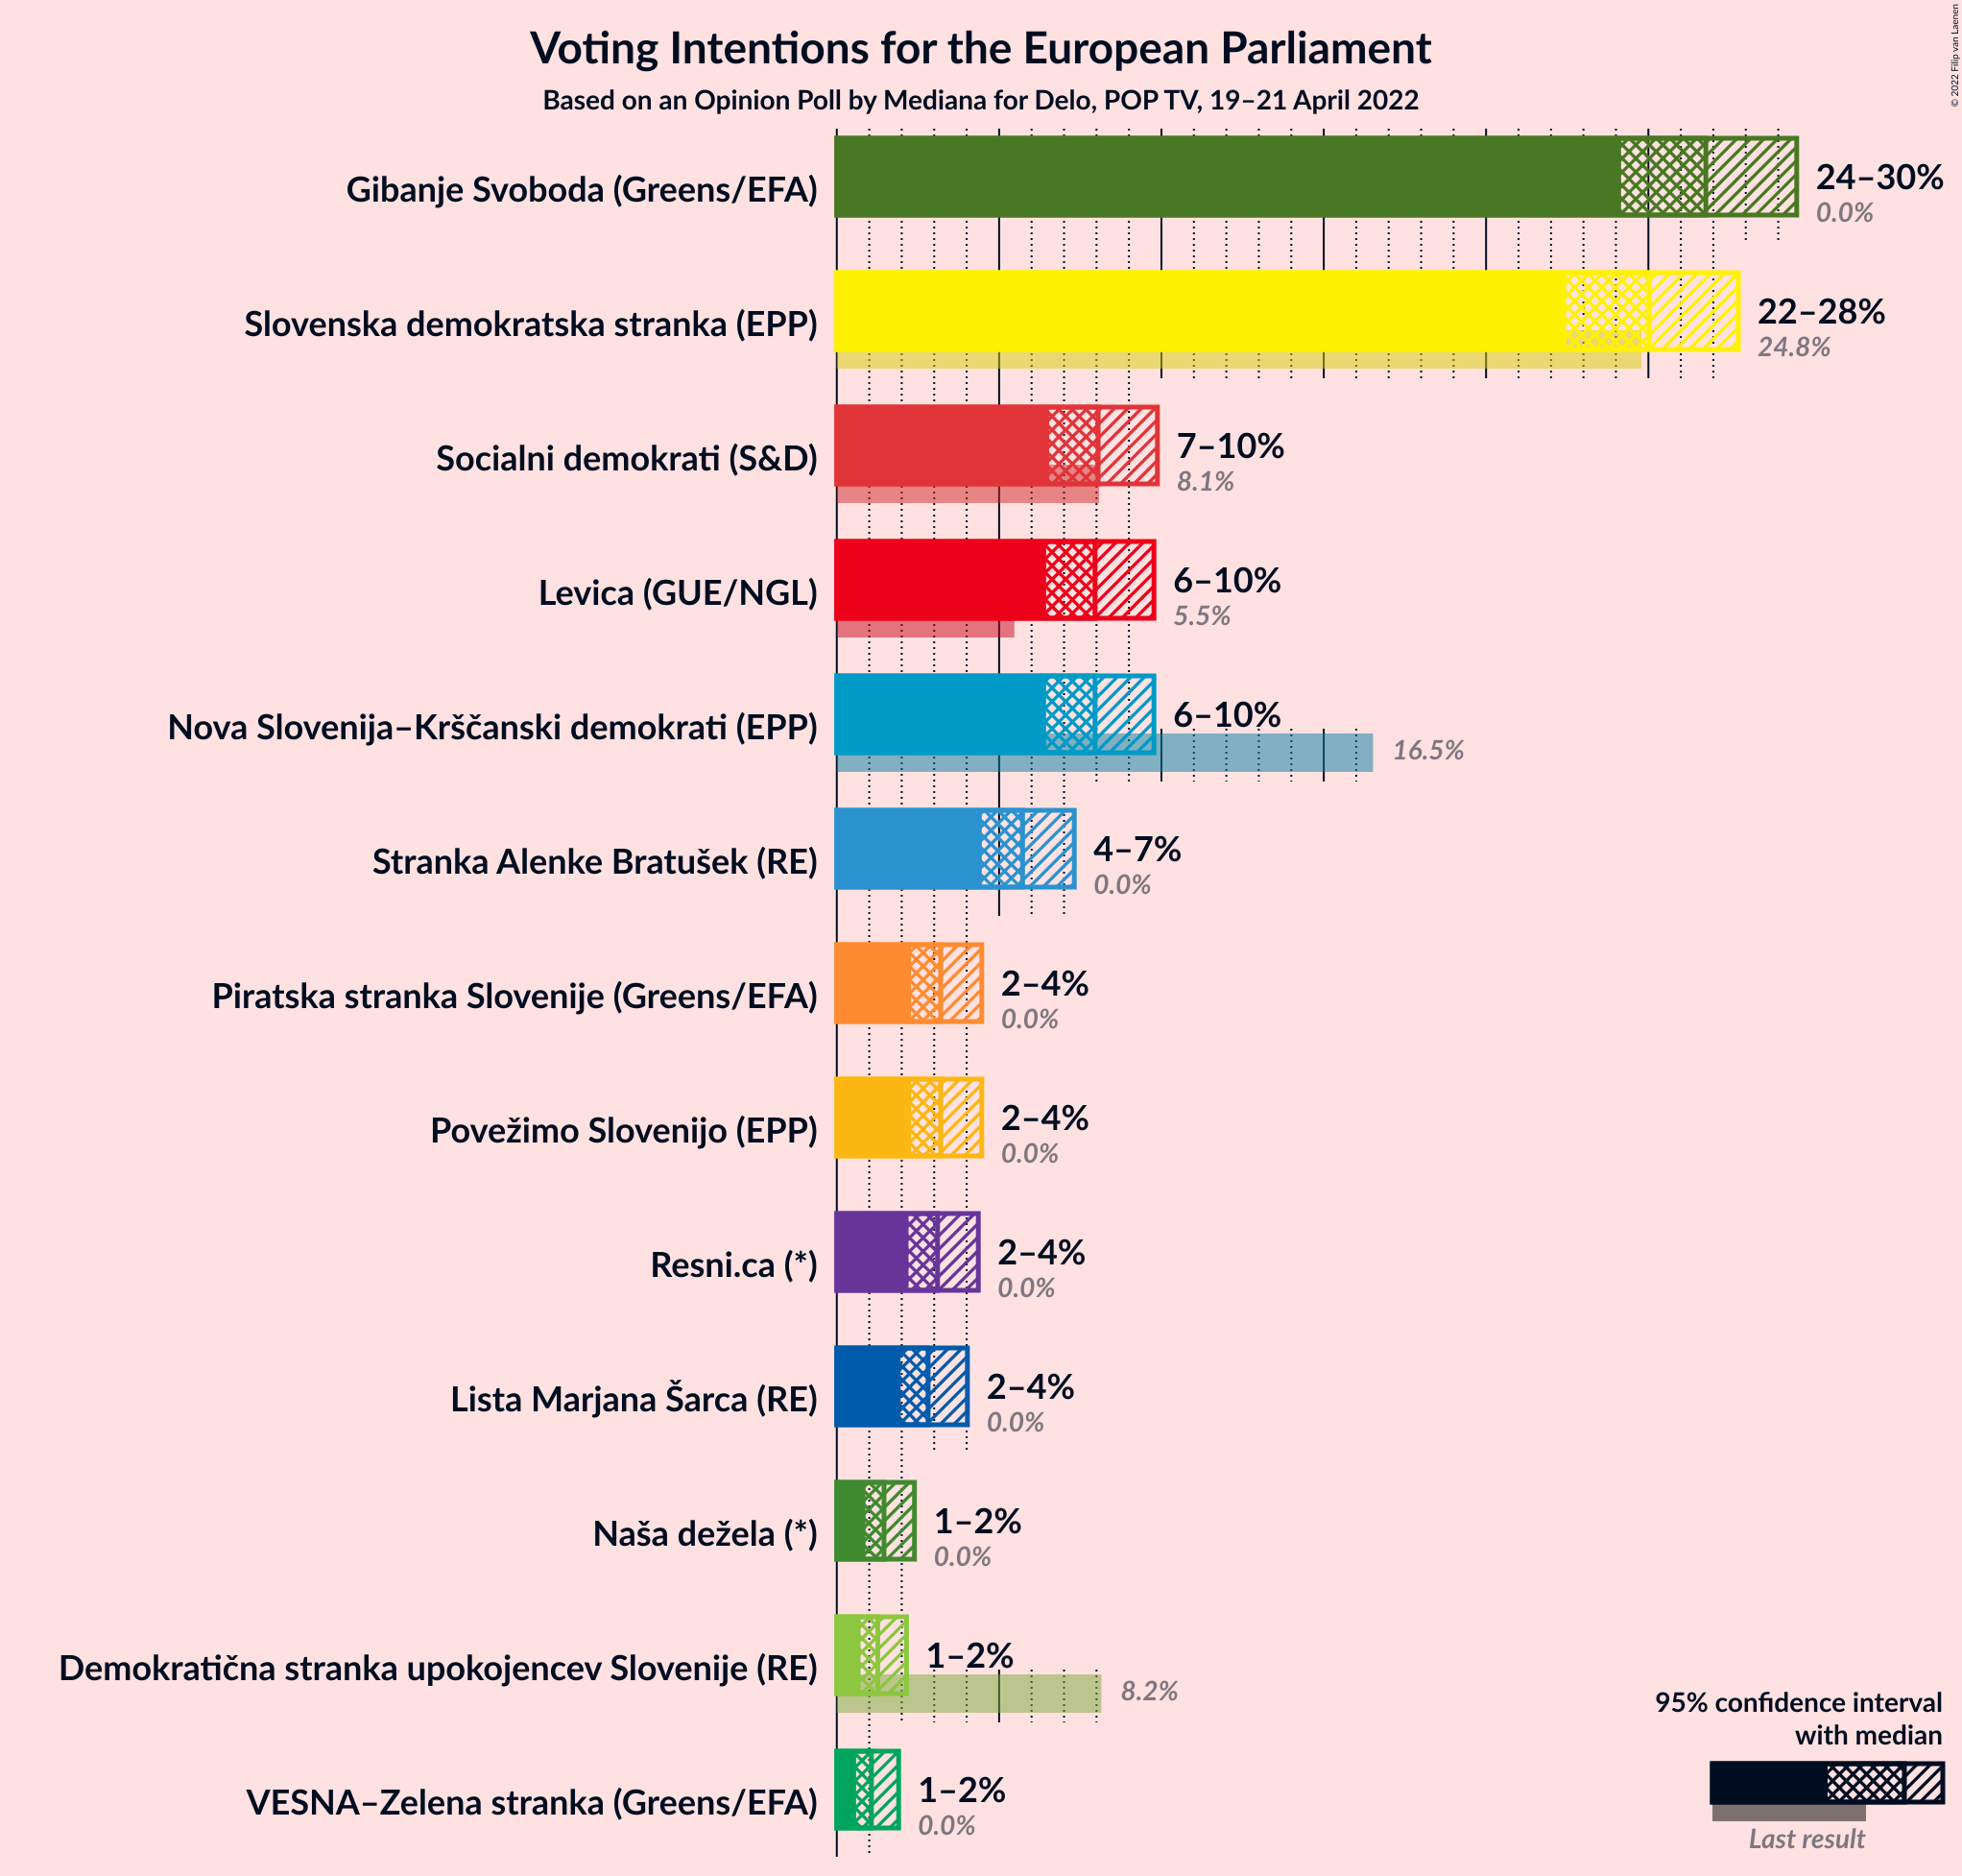 Voting Intentions for the European Parliament
Based on an Opinion Poll by Mediana for Delo, POP TV, 19–21 April 2022
© 2022 Filip van Laenen
Gibanje Svoboda (Greens/EFA)
24–30%
0.0%
Slovenska demokratska stranka (EPP)
22–28%
24.8%
Socialni demokrati (S&D)
7–10%
8.1%
Levica (GUE/NGL)
6–10%
5.5%
Nova Slovenija–Krščanski demokrati (EPP)
6–10%
16.5%
Stranka Alenke Bratušek (RE)
4–7%
0.0%
Piratska stranka Slovenije (Greens/EFA)
2–4%
0.0%
Povežimo Slovenijo (EPP)
2–4%
0.0%
Resni.ca (*)
2–4%
0.0%
Lista Marjana Šarca (RE)
2–4%
0.0%
Naša dežela (*)
1–2%
0.0%
Demokratična stranka upokojencev Slovenije (RE)
1–2%
8.2%
VESNA–Zelena stranka (Greens/EFA)
1–2%
0.0%
95% confidence interval
with median
Last result